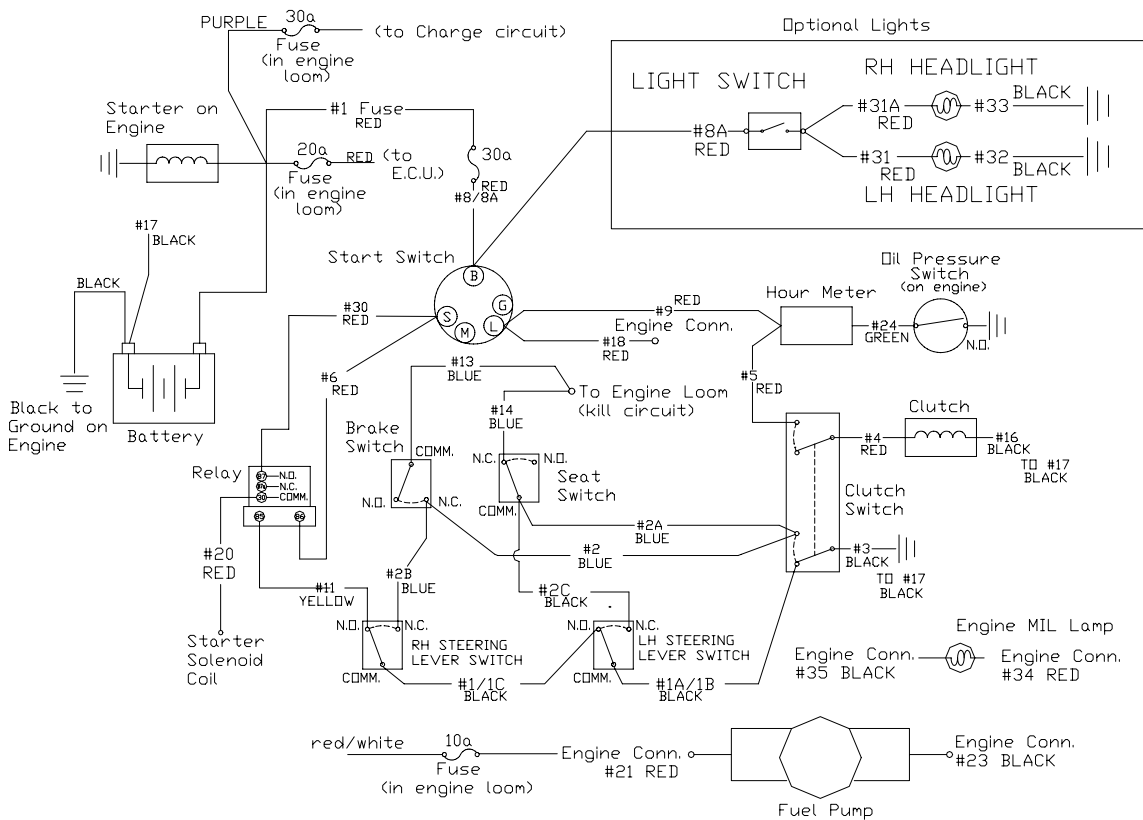 PURPLE
30a
(to Charge circuit)
Fuse
(in engine
loom)
Optional Lights
LIGHT SWITCH
RH HEADLIGHT
#31A
RED
#33
BLACK
#8A
RED
#31
RED
#32
BLACK
LH HEADLIGHT
Starter on
Engine
#1 Fuse
RED
20a
RED
(to
E.C.U.)
Fuse
(in engine
loom)
30a
RED
#8/8A
#17
BLACK
BLACK
Start Switch
B
G
S
L
M
#30
RED
#9
RED
Engine Conn.
#18
RED
Hour Meter
Oil Pressure
Switch
(on engine)
#24
GREEN
N.O.
#6
RED
#13
BLUE
#5
RED
To Engine Loom
(kill circuit)
Black to
Ground on
Engine
Battery
#14
BLUE
Brake
Switch
COMM.
N.O.
N.C.
N.C.
N.O.
Seat
Switch
COMM.
Clutch
#4
RED
#16
BLACK
TO #17
BLACK
Clutch
Switch
Relay
87
N.O.
87a
N.C.
30
COMM.
85
86
#2A
BLUE
#2
BLUE
#3
BLACK
TO #17
BLACK
#20
RED
#11
YELLOW
#2B
BLUE
#2C
BLACK
Starter
Solenoid
Coil
N.O.
N.C.
RH STEERING
LEVER SWITCH
COMM.
N.O.
N.C.
LH STEERING
LEVER SWITCH
COMM.
#1/1C
BLACK
#1A/1B
BLACK
Engine MIL Lamp
Engine Conn.
#35 BLACK
Engine Conn.
#34 RED
red/white
10a
Fuse
(in engine loom)
Engine Conn.
#21 RED
Engine Conn.
#23 BLACK
Fuel Pump